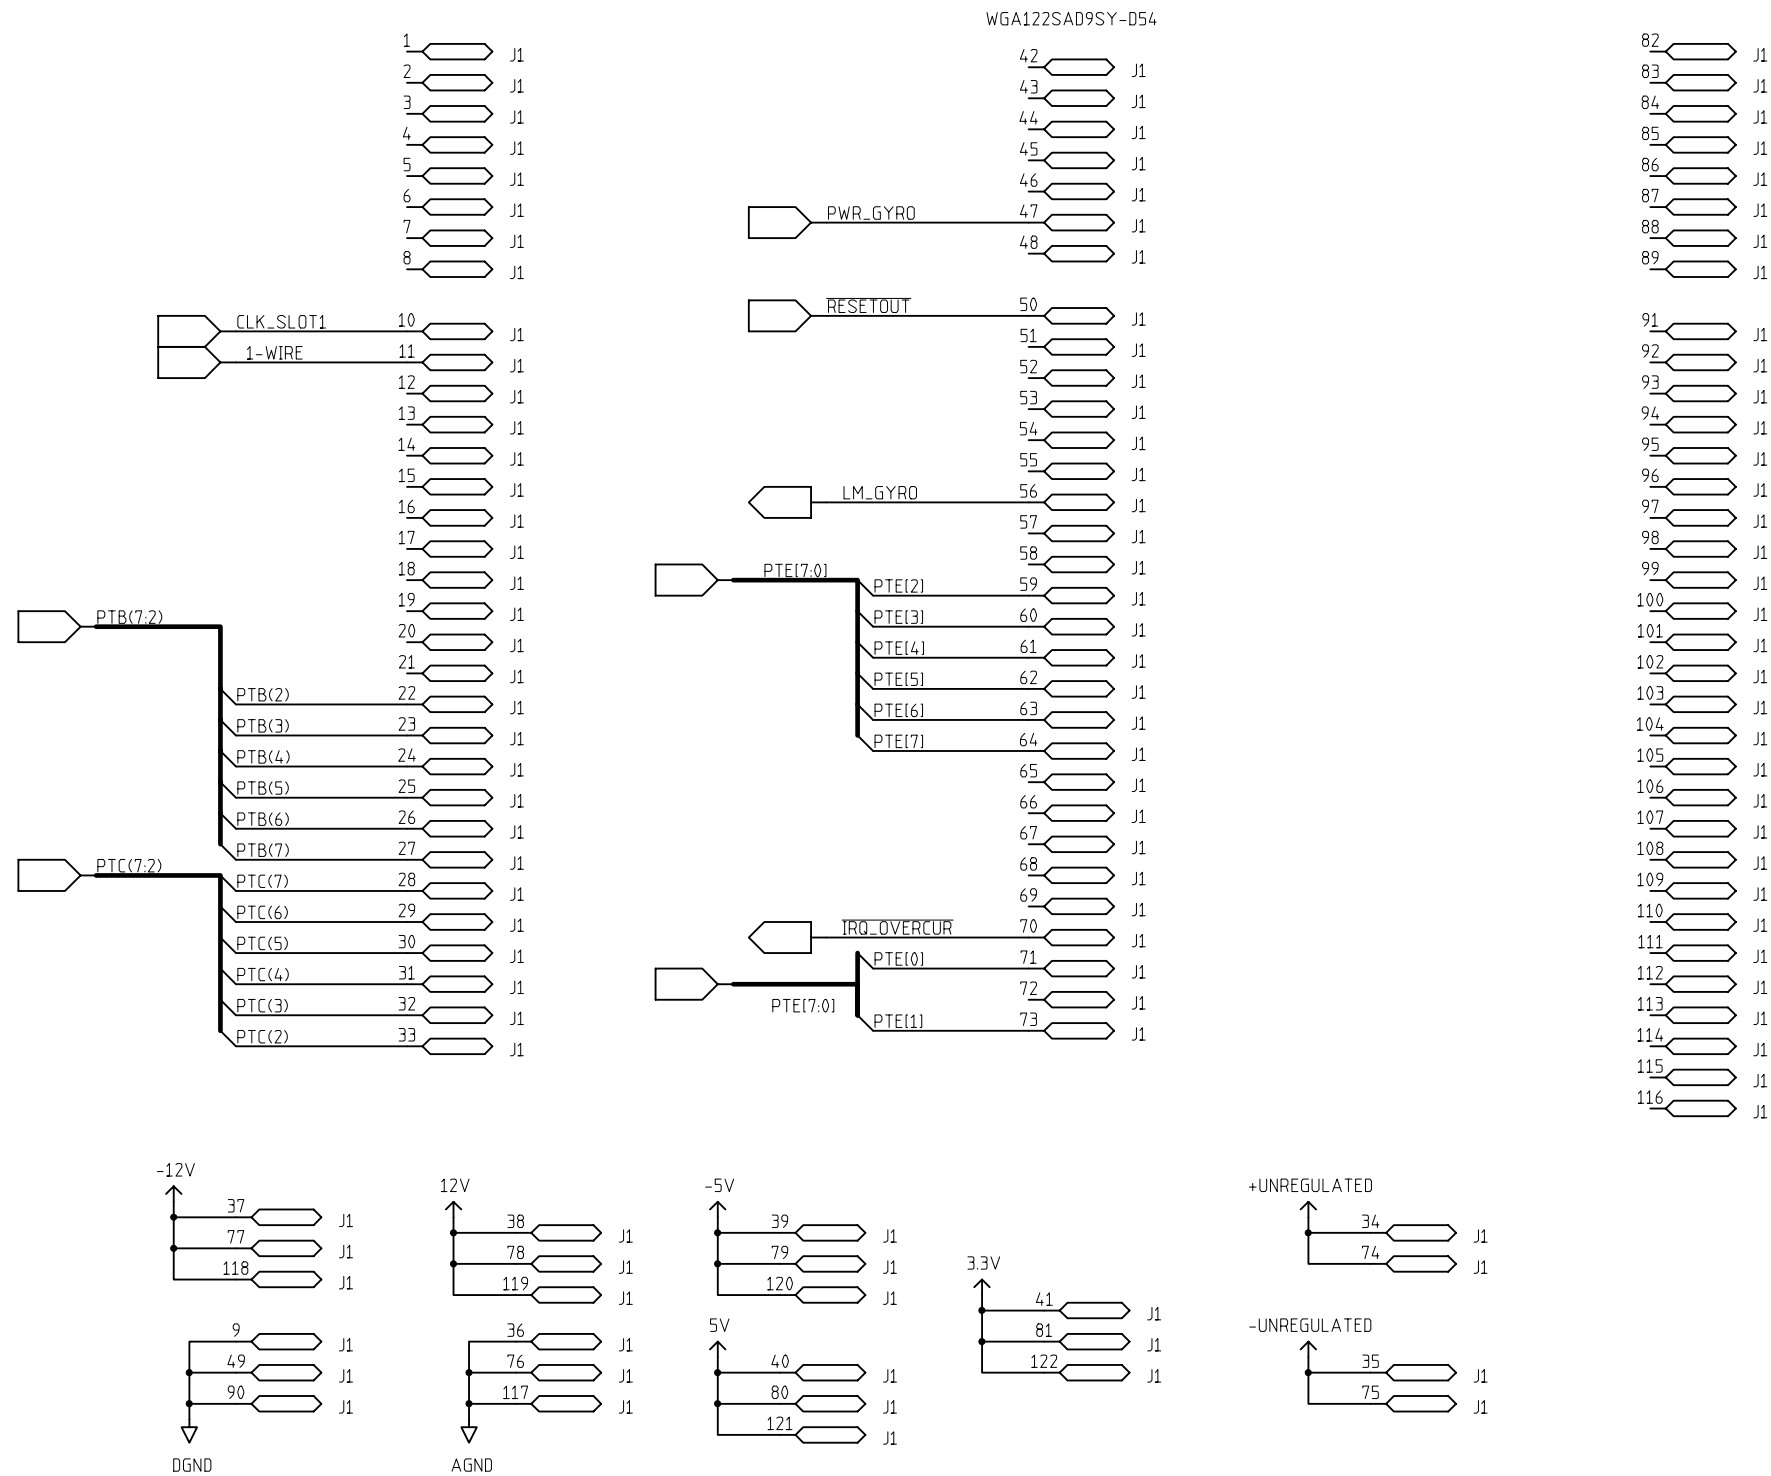 WGA122SAD9SY-D54
1 J1
2 J1
3 J1
4 J1
5 J1
6 J1
7 J1
8 J1
CLK_SLOT1 10 J1
1-WIRE 11 J1
12 J1
13 J1
14 J1
15 J1
16 J1
17 J1
18 J1
19 J1
20 J1
21 J1
PTB(7:2)
PTB(2) 22 J1
PTB(3) 23 J1
PTB(4) 24 J1
PTB(5) 25 J1
PTB(6) 26 J1
PTB(7) 27 J1
PTC(7:2)
PTC(7) 28 J1
PTC(6) 29 J1
PTC(5) 30 J1
PTC(4) 31 J1
PTC(3) 32 J1
PTC(2) 33 J1
42 J1
43 J1
44 J1
45 J1
46 J1
PWR_GYRO 47 J1
48 J1
RESETOUT 50 J1
51 J1
52 J1
53 J1
54 J1
55 J1
LM_GYRO 56 J1
57 J1
58 J1
PTE[7:0]
PTE[2] 59 J1
PTE[3] 60 J1
PTE[4] 61 J1
PTE[5] 62 J1
PTE[6] 63 J1
PTE[7] 64 J1
65 J1
66 J1
67 J1
68 J1
69 J1
IRQ_OVERCUR 70 J1
PTE[0] 71 J1
72 J1
PTE[7:0]
PTE[1] 73 J1
82 J1
83 J1
84 J1
85 J1
86 J1
87 J1
88 J1
89 J1
91 J1
92 J1
93 J1
94 J1
95 J1
96 J1
97 J1
98 J1
99 J1
100 J1
101 J1
102 J1
103 J1
104 J1
105 J1
106 J1
107 J1
108 J1
109 J1
110 J1
111 J1
112 J1
113 J1
114 J1
115 J1
116 J1
-12V
37 J1
77 J1
118 J1
9 J1
49 J1
90 J1
DGND
12V
38 J1
78 J1
119 J1
36 J1
76 J1
117 J1
AGND
-5V
39 J1
79 J1
120 J1
5V
40 J1
80 J1
121 J1
3.3V
41 J1
81 J1
122 J1
+UNREGULATED
34 J1
74 J1
-UNREGULATED
35 J1
75 J1